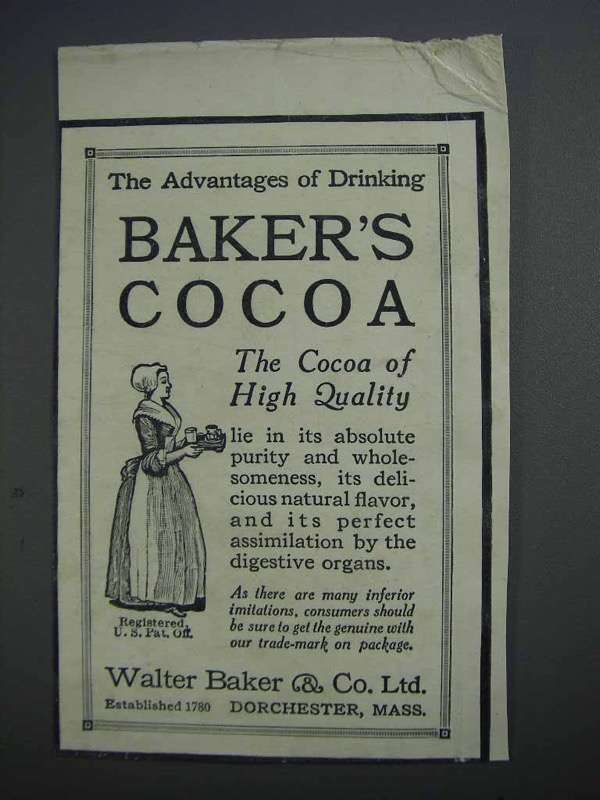 The Advantages of Drinking
BAKER'S
COCOA
The Cocoa of
High Quality
lie in its absolute
purity and whole-
someness, its deli-
cious natural flavor,
and its perfect
assimilation by the
digestive organs.
As there are many inferior
imitations, consumers should
be sure to get the genuine with
our trade-mark on package.
Registered,
U. S. Pat. Off.
Walter Baker & Co. Ltd.
Established 1780 DORCHESTER, MASS.